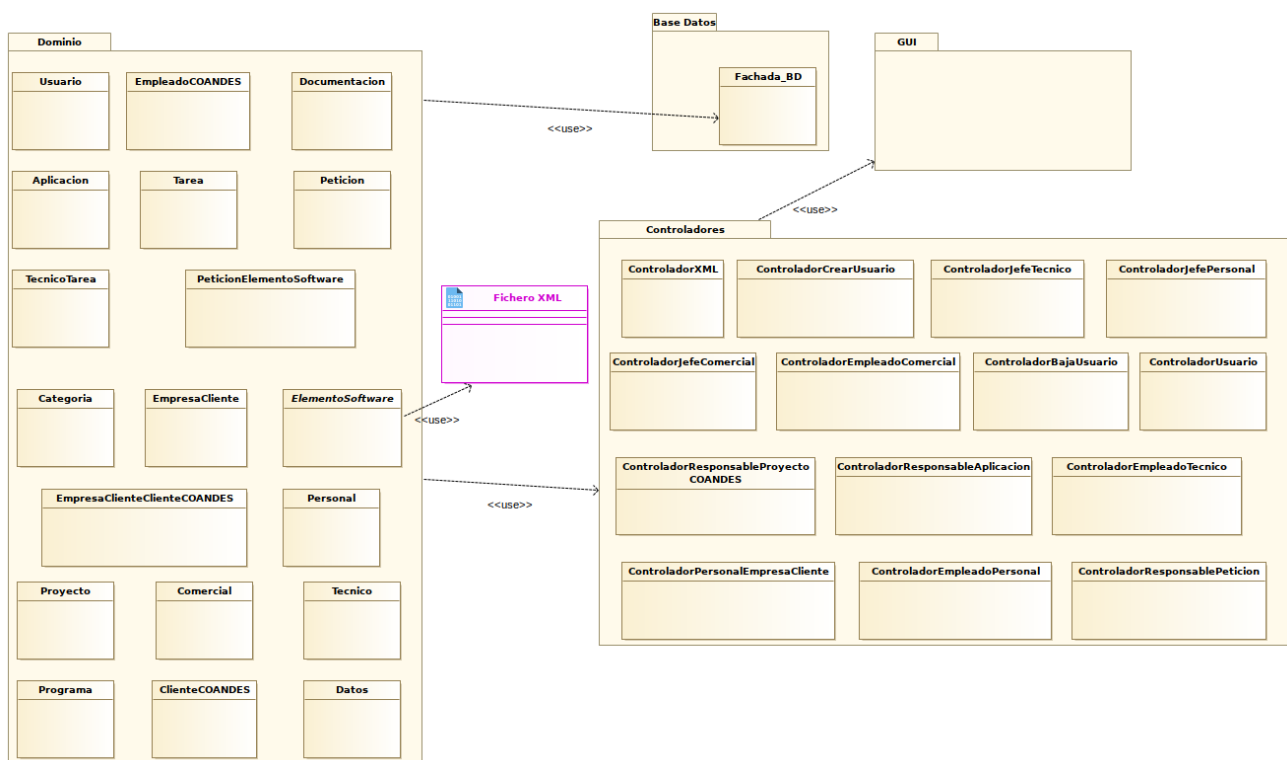 Dominio
Usuario
EmpleadoCOANDES
Documentacion
Aplicacion
Tarea
Peticion
TecnicoTarea
PeticionElementoSoftware
Categoria
EmpresaCliente
ElementoSoftware
EmpresaClienteClienteCOANDES
Personal
Proyecto
Comercial
Tecnico
Programa
ClienteCOANDES
Datos
<<use>>
Base Datos
Fachada_BD
GUI
<<use>>
Fichero XML
<<use>>
<<use>>
Controladores
ControladorXML
ControladorCrearUsuario
ControladorJefeTecnico
ControladorJefePersonal
ControladorJefeComercial
ControladorEmpleadoComercial
ControladorBajaUsuario
ControladorUsuario
ControladorResponsableProyecto
COANDES
ControladorResponsableAplicacion
ControladorEmpleadoTecnico
ControladorPersonalEmpresaCliente
ControladorEmpleadoPersonal
ControladorResponsablePeticion